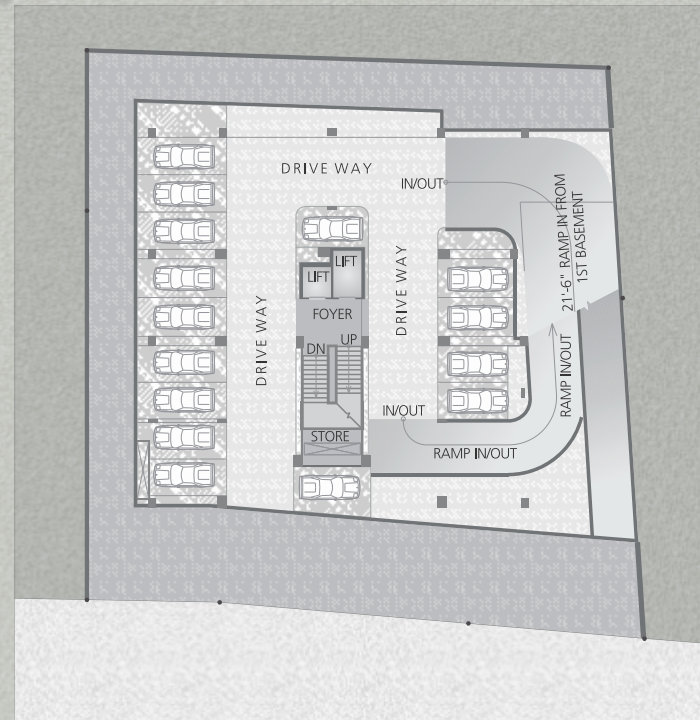 DRIVE WAY
IN/OUT
21'-6" RAMP IN FROM
1ST BASEMENT
LIFT
LIFT
DRIVE WAY
DRIVE WAY
FOYER
UP
DN
RAMP IN/OUT
IN/OUT
STORE
RAMP IN/OUT